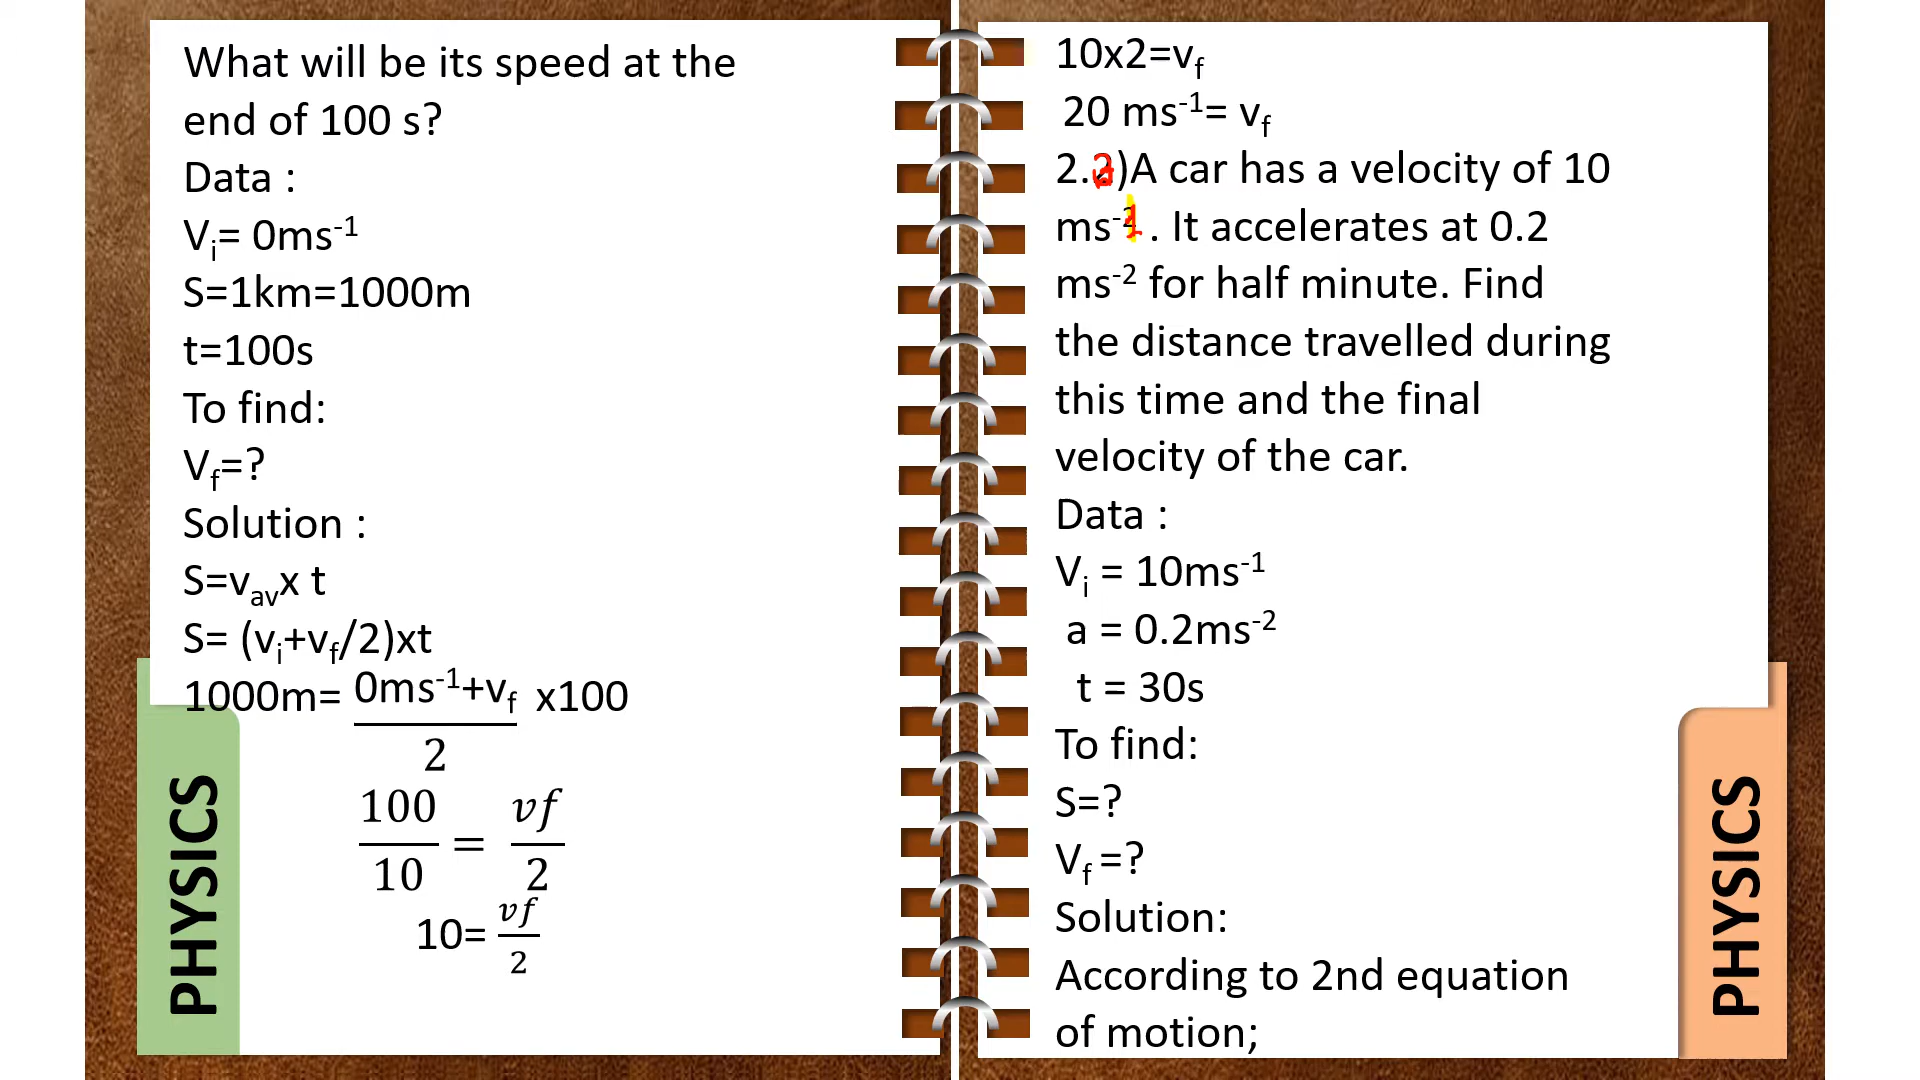 What will be its speed at the
end of 100 s?
Data :
Vi= 0ms-1
S=1km=1000m
t=100s
To find:
Vf=?
Solution :
S=vavx t
S= (vi+vf/2)xt
1000m= 0ms-1+vf x100
2
100 = vf
10 2
10= vf
2
PHYSICS
10x2=vf
20 ms-1= vf
2. )A car has a velocity of 10
ms-1 . It accelerates at 0.2
ms-2 for half minute. Find
the distance travelled during
this time and the final
velocity of the car.
Data :
Vi = 10ms-1
a = 0.2ms-2
t = 30s
To find:
S=?
Vf =?
Solution:
According to 2nd equation
of motion;
PHYSICS